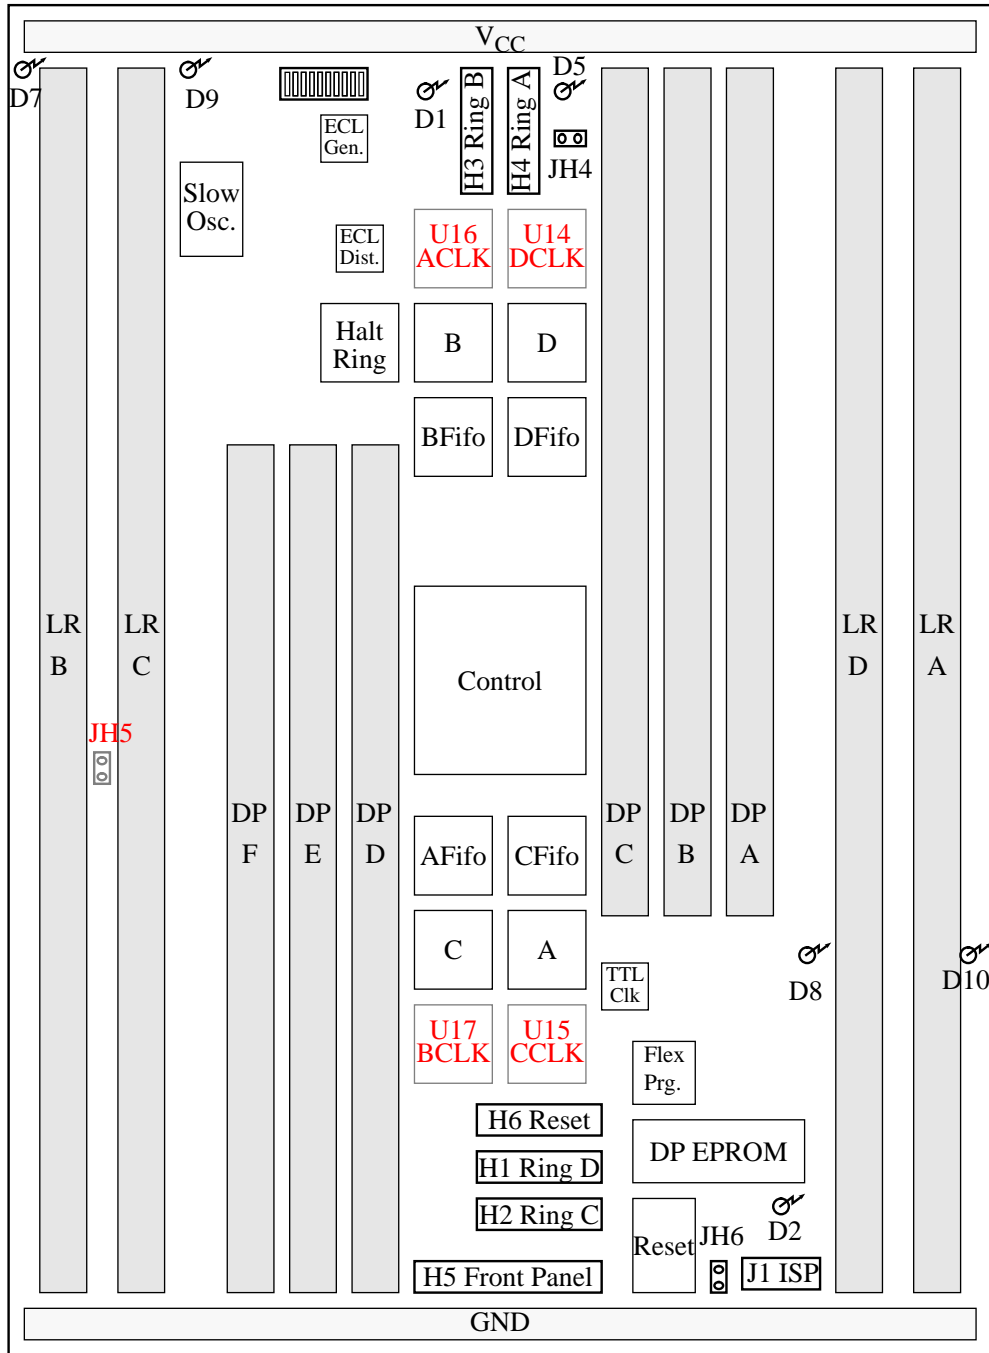 VCC
D7
D9
D1
H3 Ring B
H4 Ring A
D5
JH4
ECL
Gen.
Slow
Osc.
ECL
Dist.
U16
ACLK
U14
DCLK
Halt
Ring
B
D
BFifo
DFifo
LR
B
LR
C
Control
LR
D
LR
A
JH5
DP
F
DP
E
DP
D
AFifo
CFifo
DP
C
DP
B
DP
A
C
A
TTL
Clk
D8
D10
U17
BCLK
U15
CCLK
Flex
Prg.
H6 Reset
DP EPROM
H1 Ring D
H2 Ring C
Reset
JH6
D2
H5 Front Panel
J1 ISP
GND